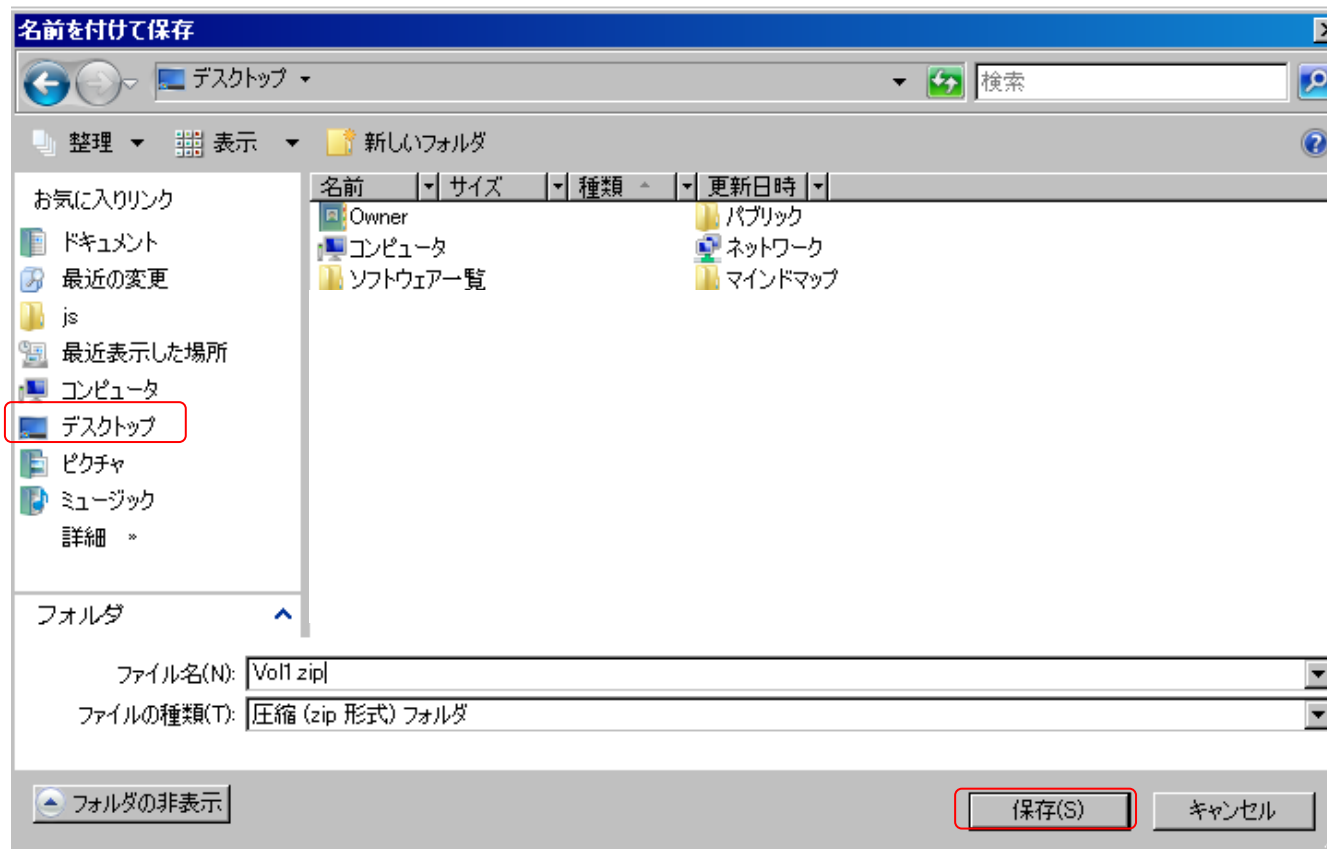 名前を付けて保存
デスクトップ
検索
整理 表示 新しいフォルダ
お気に入りリンク
ドキュメント
最近の変更
js
最近表示した場所
コンピュータ
デスクトップ
ピクチャ
ミュージック
詳細 »
フォルダ
名前 サイズ 種類 更新日時
Owner パブリック
コンピュータ ネットワーク
ソフトウェア一覧 マインドマップ
ファイル名(N): Vol1 zip
ファイルの種類(T): 圧縮 (zip 形式) フォルダ
フォルダの非表示 保存(S) キャンセル